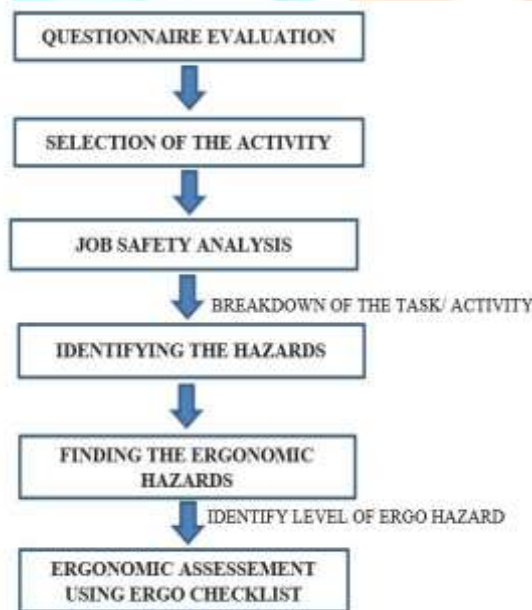 QUESTIONNAIRE EVALUATION
SELECTION OF THE ACTIVITY
JOB SAFETY ANALYSIS
BREAKDOWN OF THE TASK/ ACTIVITY
IDENTIFYING THE HAZARDS
FINDING THE ERGONOMIC
HAZARDS
IDENTIFY LEVEL OF ERGO HAZARD
ERGONOMIC ASSESSEMENT
USING ERGO CHECKLIST